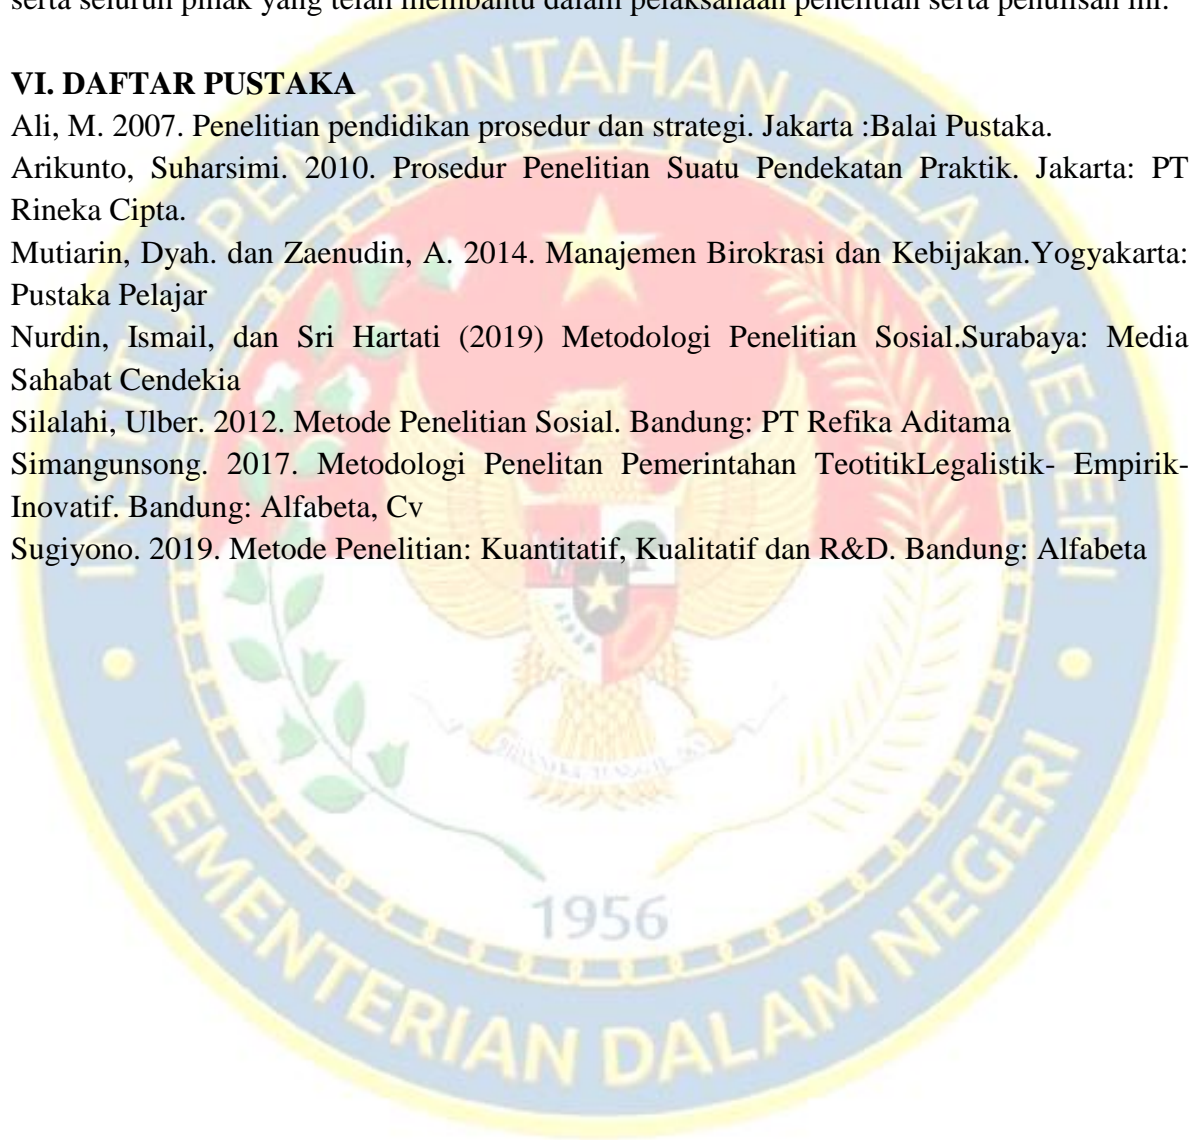 serta seluruh pihak yang telah membantu dalam pelaksanaan penelitian serta penulisan ini.
VI. DAFTAR PUSTAKA
Ali, M. 2007. Penelitian pendidikan prosedur dan strategi. Jakarta :Balai Pustaka.
Arikunto, Suharsimi. 2010. Prosedur Penelitian Suatu Pendekatan Praktik. Jakarta: PT
Rineka Cipta.
Mutiarin, Dyah. dan Zaenudin, A. 2014. Manajemen Birokrasi dan Kebijakan.Yogyakarta:
Pustaka Pelajar
Nurdin, Ismail, dan Sri Hartati (2019) Metodologi Penelitian Sosial.Surabaya: Media
Sahabat Cendekia
Silalahi, Ulber. 2012. Metode Penelitian Sosial. Bandung: PT Refika Aditama
Simangunsong. 2017. Metodologi Penelitan Pemerintahan TeotitikLegalistik- Empirik-
Inovatif. Bandung: Alfabeta, Cv
Sugiyono. 2019. Metode Penelitian: Kuantitatif, Kualitatif dan R&D. Bandung: Alfabeta
INSTITUT PEMERINTAHAN DALAM NEGERI
1956
KEMENTERIAN DALAM NEGERI